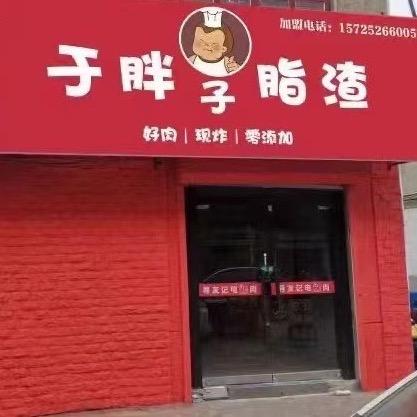 加盟电话：15725266005
于胖子脂渣
好肉 | 现炸 | 零添加